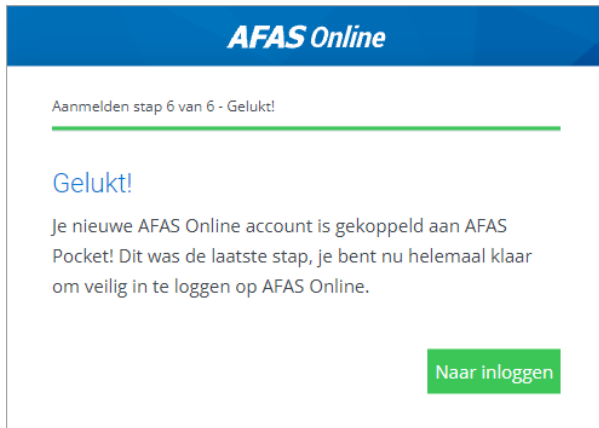 AFAS Online
Aanmelden stap 6 van 6 - Gelukt!
Gelukt!
Je nieuwe AFAS Online account is gekoppeld aan AFAS
Pocket! Dit was de laatste stap, je bent nu helemaal klaar
om veilig in te loggen op AFAS Online.
Naar inloggen